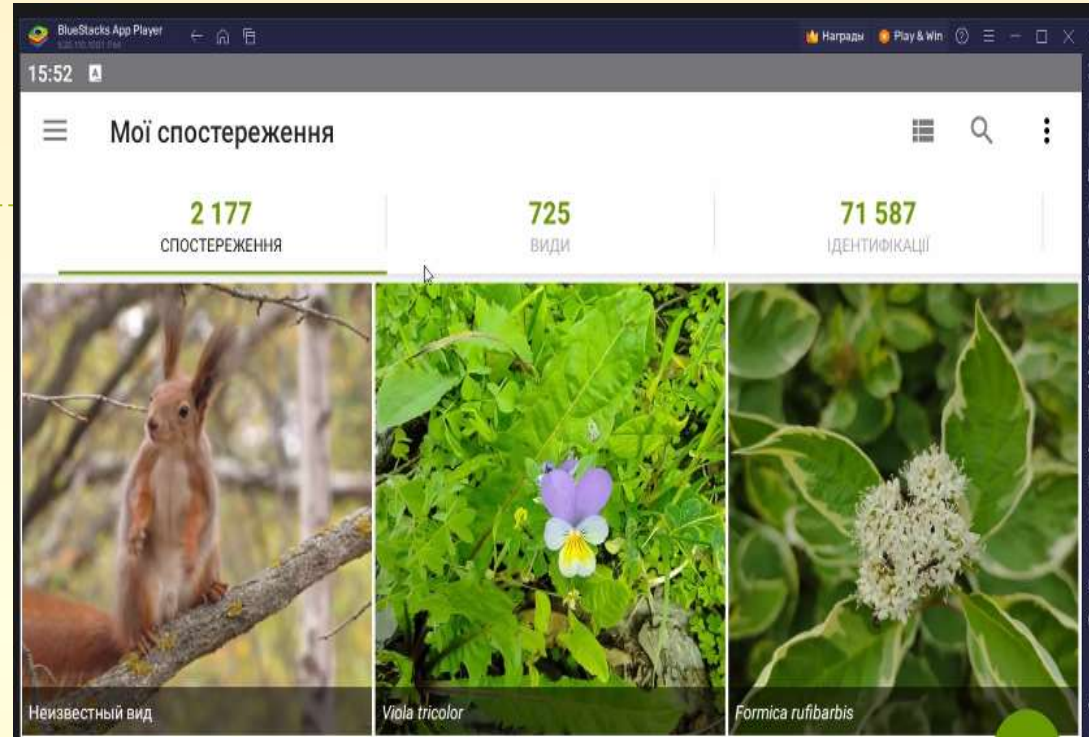 BlueStacks App Player
Награды
Play & Win
15:52
Мої спостереження
2 177
СПОСТЕРЕЖЕННЯ
725
ВИДИ
71 587
ІДЕНТИФІКАЦІЇ
Неизвестный вид
Viola tricolor
Formica rufibarbis